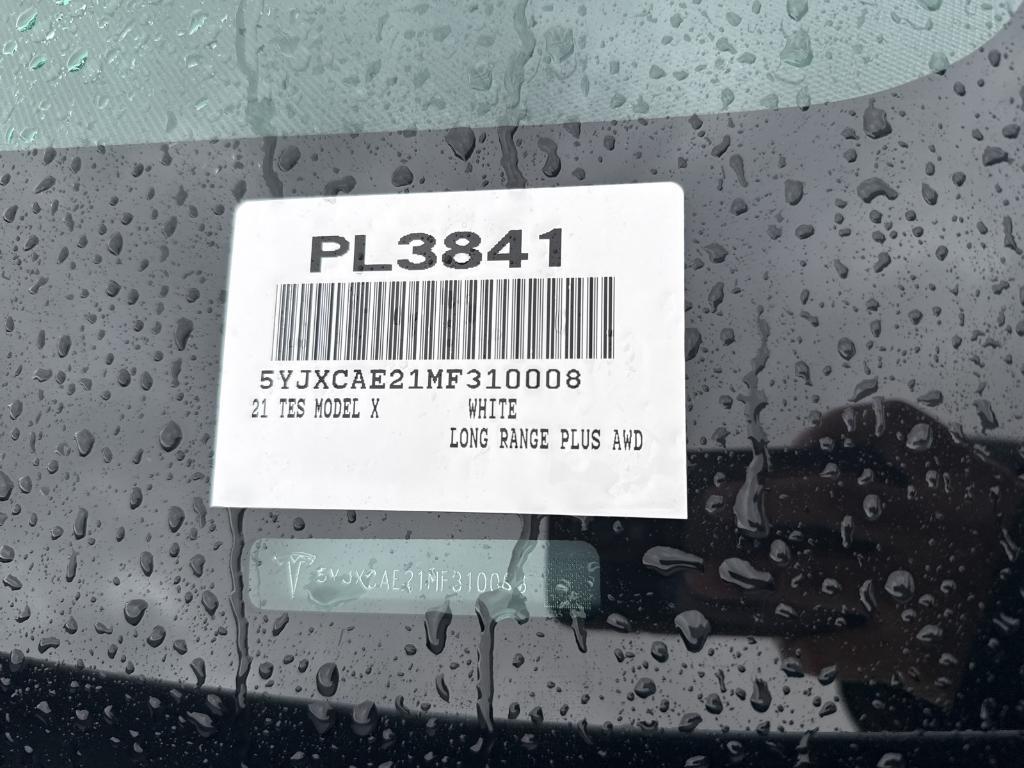 PL3841
5YJXCAE21MF310008
21 TES MODEL X WHITE
LONG RANGE PLUS AWD